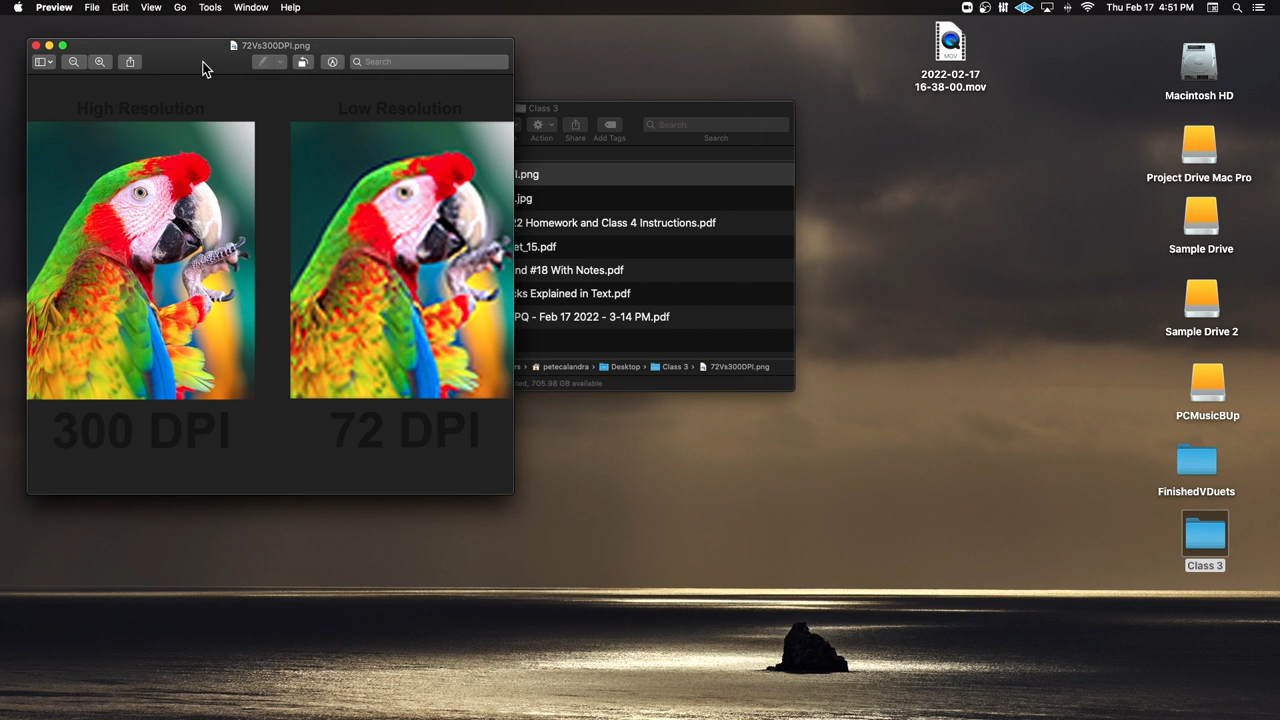 Preview File Edit View Go Tools Window Help
Thu Feb 17 4:51 PM
72Vs300DPI.png
Search
High Resolution
Low Resolution
300 DPI
72 DPI
Class 3
Search
Action Share Add Tags Search
l.png
.jpg
2 Homework and Class 4 Instructions.pdf
et_15.pdf
nd #18 With Notes.pdf
cks Explained in Text.pdf
PQ - Feb 17 2022 - 3-14 PM.pdf
rs › petecalandra › Desktop › Class 3 › 72Vs300DPI.png
ted, 705.98 GB available
MOV
2022-02-17
16-38-00.mov
Macintosh HD
Project Drive Mac Pro
Sample Drive
Sample Drive 2
PCMusicBUp
FinishedVDuets
Class 3